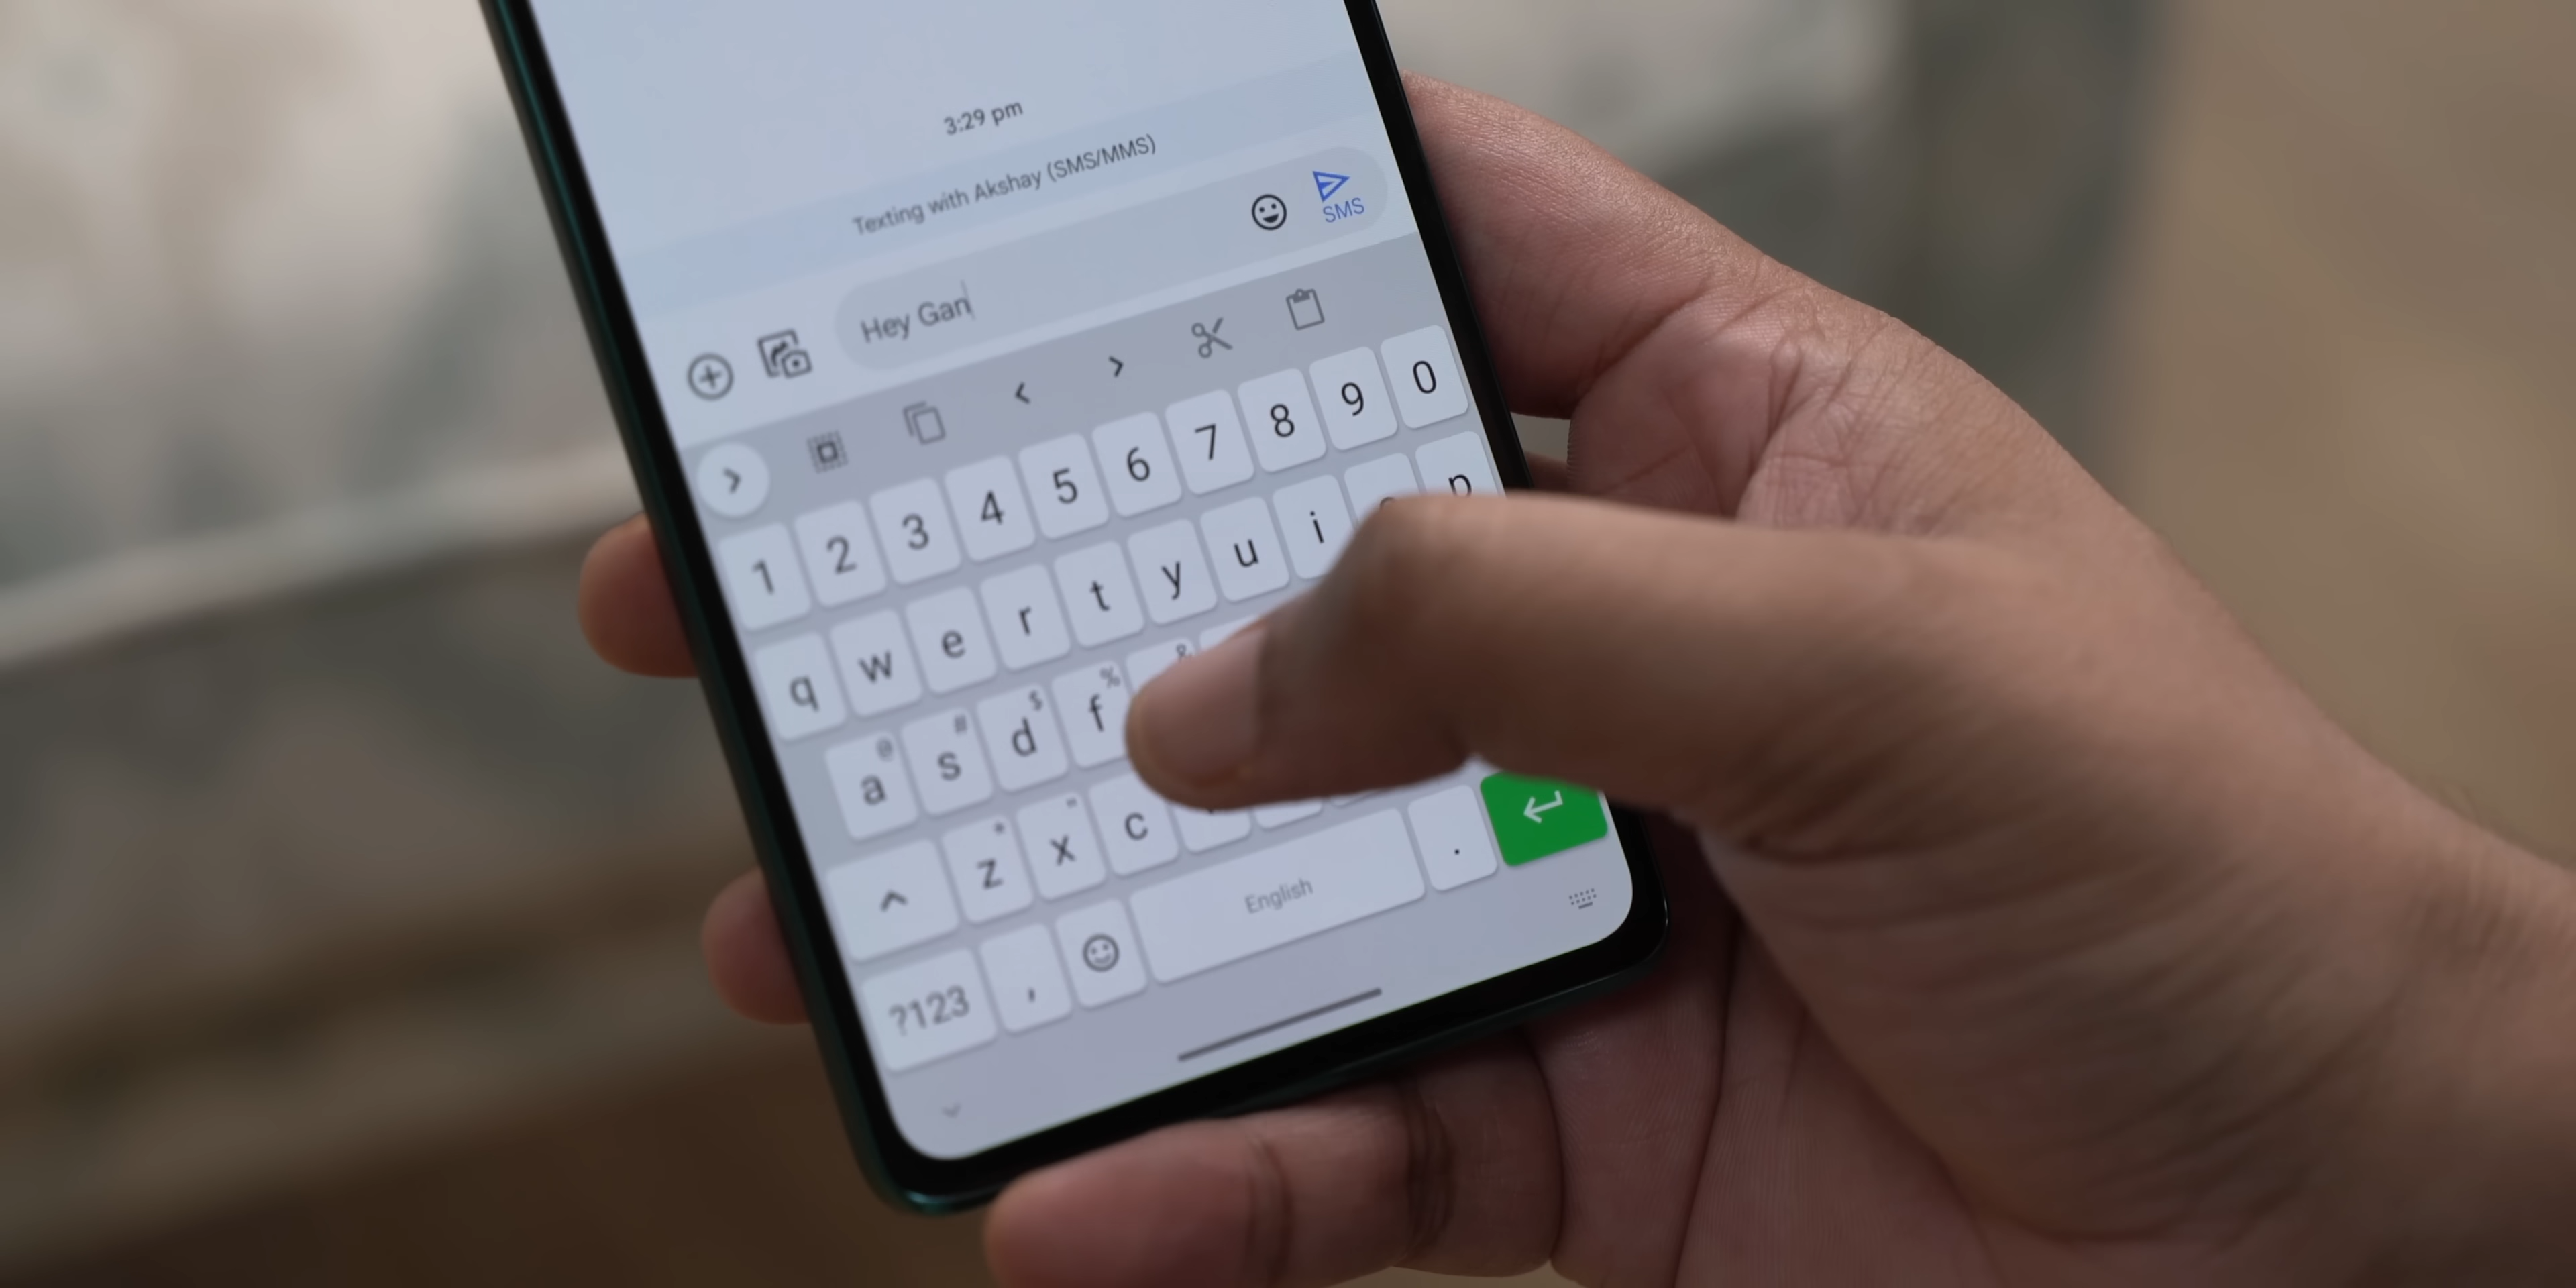 3:29 pm
Texting with Akshay (SMS/MMS)
SMS
Hey Gan
1 2 3 4 5 6 7 8 9 0
q w e r t y u i p
@ # $ % &
a s d f
* "
z x c
?123 , English .